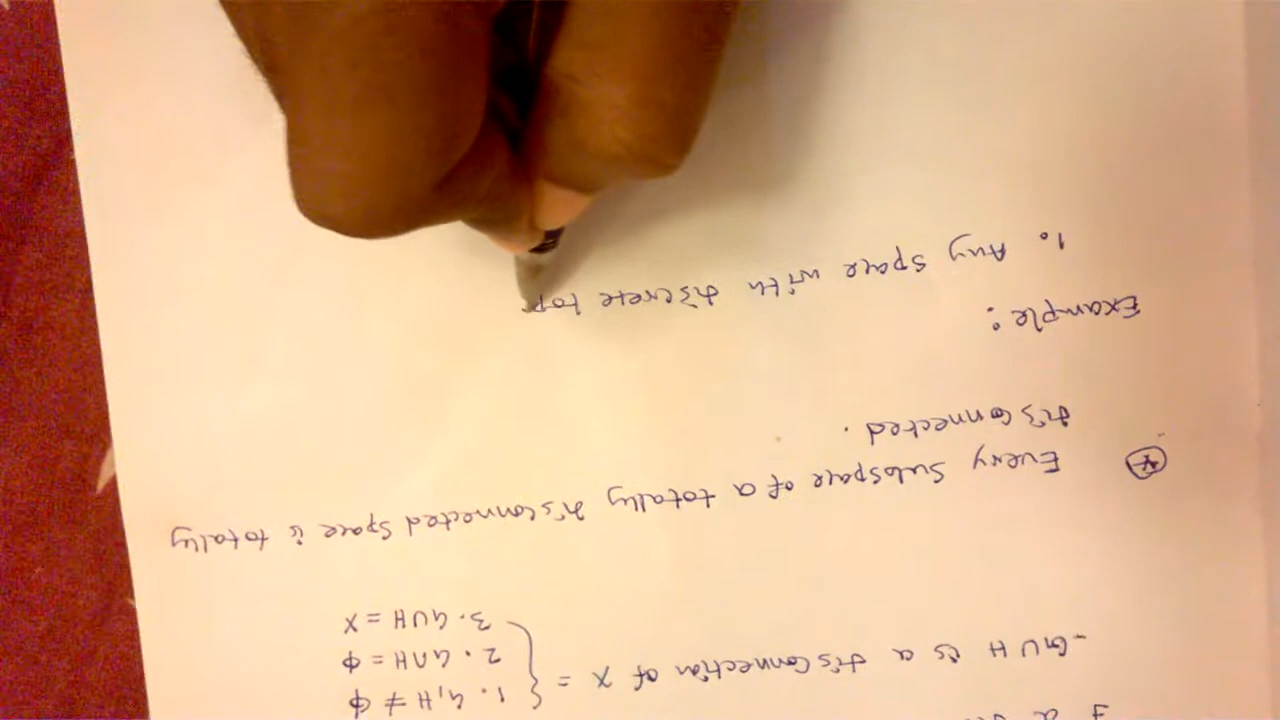 - G∪H is a disconnection of X = { 1. G, H ≠ φ
2. G∩H = φ
3. G∪H = X
* Every subspace of a totally disconnected space is totally
disconnected.
Example:
1. Any space with discrete top